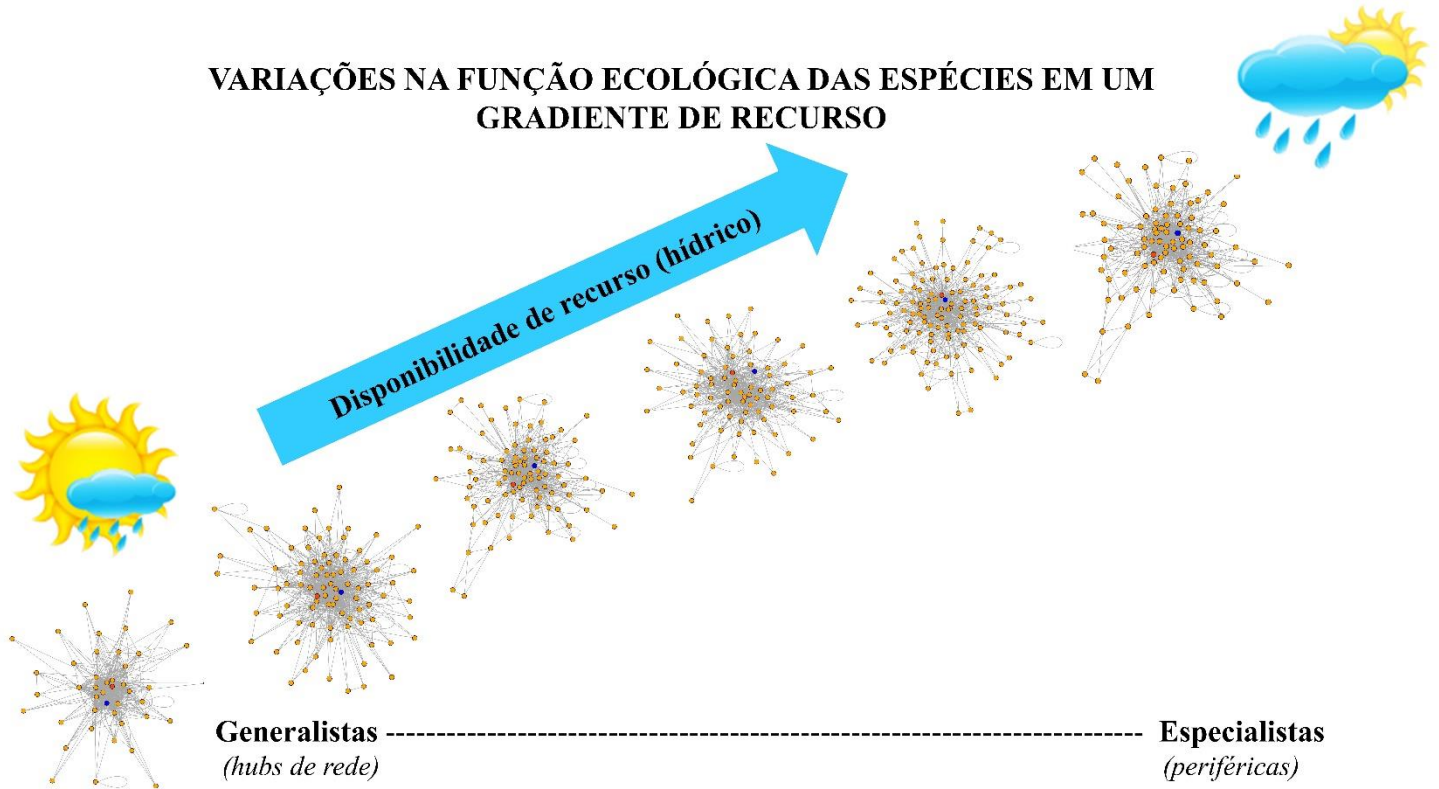 VARIAÇÕES NA FUNÇÃO ECOLÓGICA DAS ESPÉCIES EM UM
GRADIENTE DE RECURSO
Disponibilidade de recurso (hídrico)
Generalistas ------------------------------------------------------------------------- Especialistas
(hubs de rede) (periféricas)